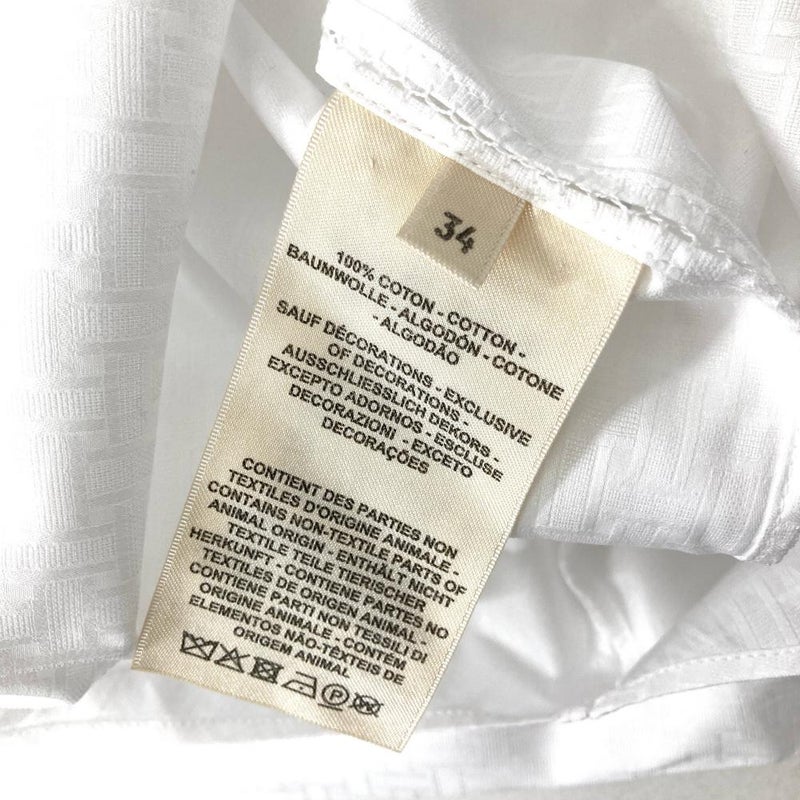 34
100% COTON - COTTON -
BAUMWOLLE - ALGODÓN - COTONE
- ALGODÃO
SAUF DÉCORATIONS - EXCLUSIVE
OF DECORATIONS -
AUSSCHLIESSLICH DEKORS -
EXCEPTO ADORNOS - ESCLUSE
DECORAZIONI - EXCETO
DECORAÇÕES
CONTIENT DES PARTIES NON
TEXTILES D'ORIGINE ANIMALE -
CONTAINS NON-TEXTILE PARTS OF
ANIMAL ORIGIN - ENTHÄLT NICHT
TEXTILE TEILE TIERISCHER
HERKUNFT - CONTIENE PARTES NO
TEXTILES DE ORIGEN ANIMAL -
CONTIENE PARTI NON TESSILI DI
ORIGINE ANIMALE - CONTÉM
ELEMENTOS NÃO-TÊXTEIS DE
ORIGEM ANIMAL
P W